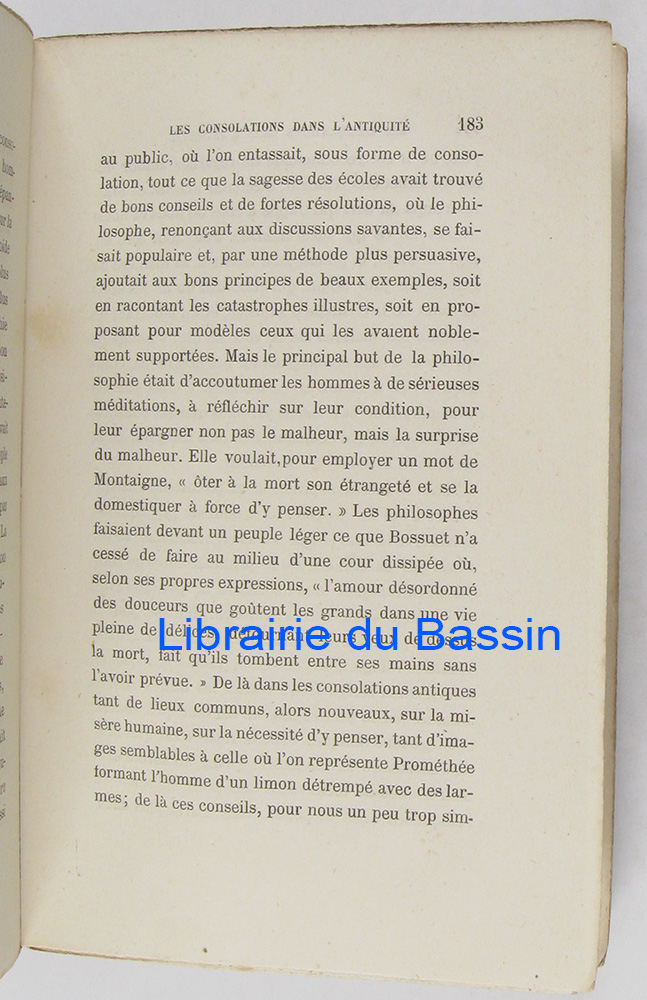 LES CONSOLATIONS DANS L'ANTIQUITÉ 183
au public, où l'on entassait, sous forme de conso-
lation, tout ce que la sagesse des écoles avait trouvé
de bons conseils et de fortes résolutions, où le phi-
losophe, renonçant aux discussions savantes, se fai-
sait populaire et, par une méthode plus persuasive,
ajoutait aux bons principes de beaux exemples, soit
en racontant les catastrophes illustres, soit en pro-
posant pour modèles ceux qui les avaient noble-
ment supportées. Mais le principal but de la philo-
sophie était d'accoutumer les hommes à de sérieuses
méditations, à réfléchir sur leur condition, pour
leur épargner non pas le malheur, mais la surprise
du malheur. Elle voulait, pour employer un mot de
Montaigne, « ôter à la mort son étrangeté et se la
domestiquer à force d'y penser. » Les philosophes
faisaient devant un peuple léger ce que Bossuet n'a
cessé de faire au milieu d'une cour dissipée où,
selon ses propres expressions, « l'amour désordonné
des douceurs que goûtent les grands dans une vie
pleine de délices, détournant leurs yeux de dessus
Librairie du Bassin
la mort, fait qu'ils tombent entre ses mains sans
l'avoir prévue. » De là dans les consolations antiques
tant de lieux communs, alors nouveaux, sur la mi-
sère humaine, sur la nécessité d'y penser, tant d'ima-
ges semblables à celle où l'on représente Prométhée
formant l'homme d'un limon détrempé avec des lar-
mes; de là ces conseils, pour nous un peu trop sim-